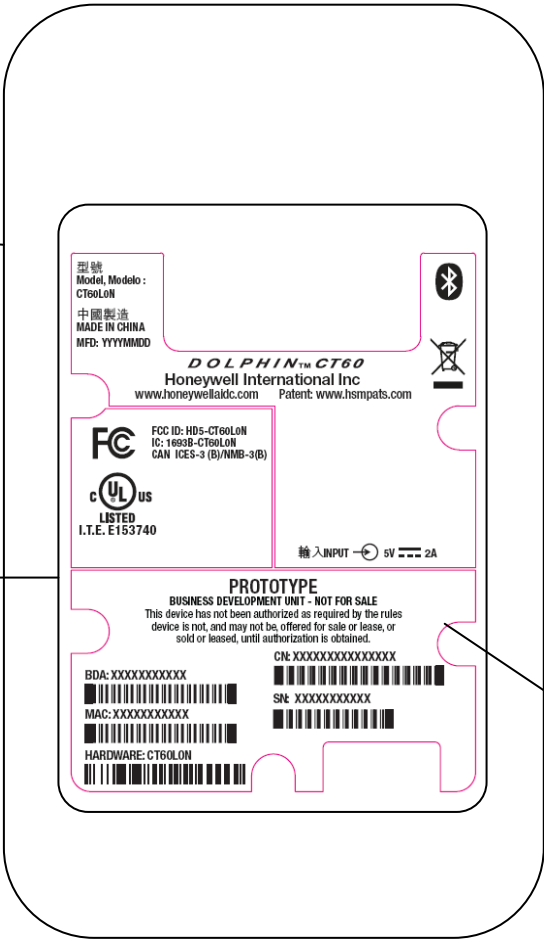 型號
Model, Modelo :
CT60L0N
中國製造
MADE IN CHINA
MFD: YYYYMMDD
DOLPHIN™ CT60
Honeywell International Inc
www.honeywellaidc.com Patent: www.hsmpats.com
FC
FCC ID: HD5-CT60L0N
IC: 1693B-CT60L0N
CAN ICES-3 (B)/NMB-3(B)
C UL US
LISTED
I.T.E. E153740
輸入INPUT 5V 2A
PROTOTYPE
BUSINESS DEVELOPMENT UNIT - NOT FOR SALE
This device has not been authorized as required by the rules
device is not, and may not be, offered for sale or lease, or
sold or leased, until authorization is obtained.
CN: XXXXXXXXXXXXXXX
BDA: XXXXXXXXXXX
SN: XXXXXXXXXXX
MAC: XXXXXXXXXXX
HARDWARE: CT60LON